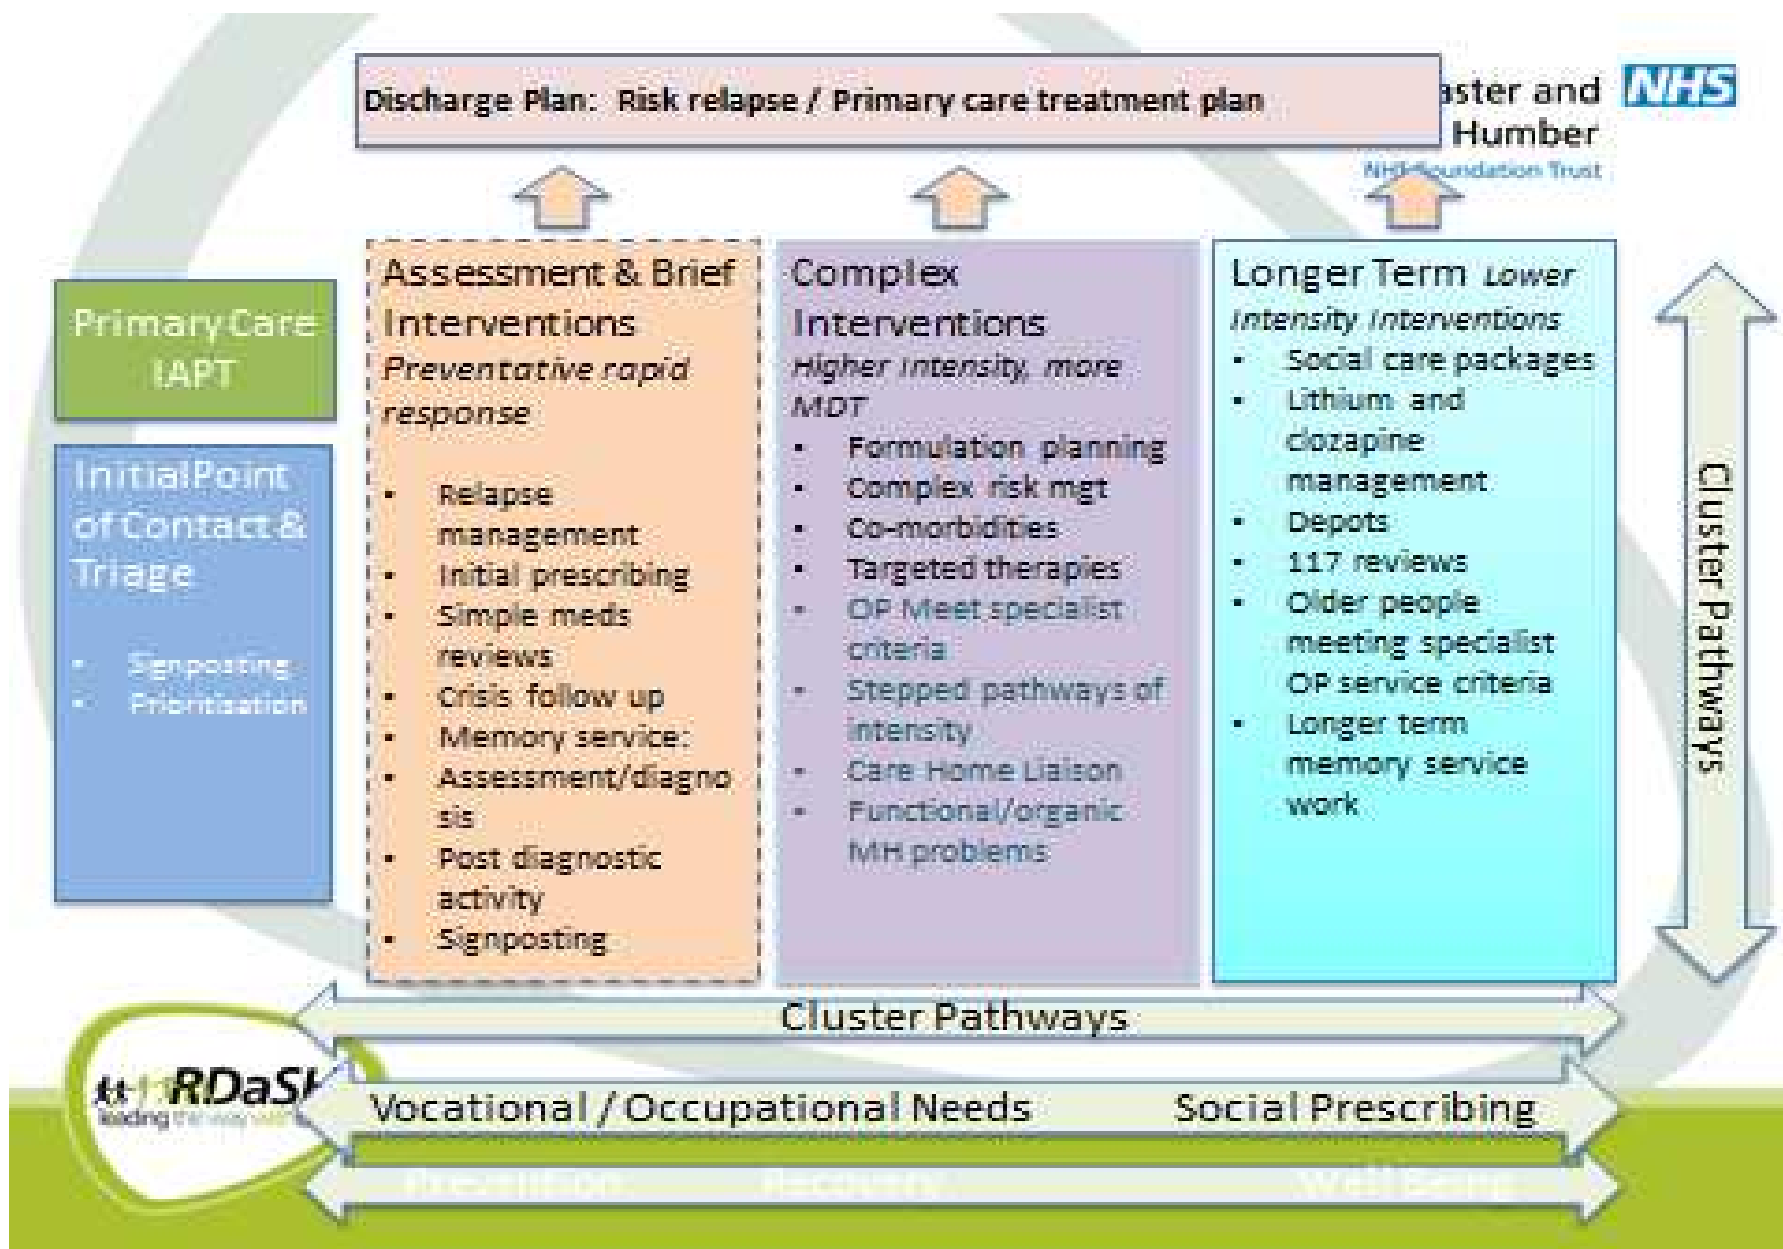 Discharge Plan: Risk relapse / Primary care treatment plan
aster and
Humber
NHS
NHS Foundation Trust
Primary Care
IAPT
Initial Point
of Contact &
Triage
• Signposting
• Prioritisation
Assessment & Brief
Interventions
Preventative rapid
response
• Relapse
management
• Initial prescribing
• Simple meds
reviews
• Crisis follow up
• Memory service:
• Assessment/diagno
sis
• Post diagnostic
activity
• Signposting
Complex
Interventions
Higher Intensity, more
MDT
• Formulation planning
• Complex risk mgt
• Co-morbidities
• Targeted therapies
• OP Meet specialist
criteria
• Stepped pathways of
intensity
• Care Home Liaison
• Functional/organic
MH problems
Longer Term Lower
Intensity Interventions
• Social care packages
• Lithium and
clozapine
management
• Depots
• 117 reviews
• Older people
meeting specialist
OP service criteria
• Longer term
memory service
work
Cluster Pathways
Cluster Pathways
RDaSH
leading the way
Vocational / Occupational Needs Social Prescribing
Prevention Recovery Well Being